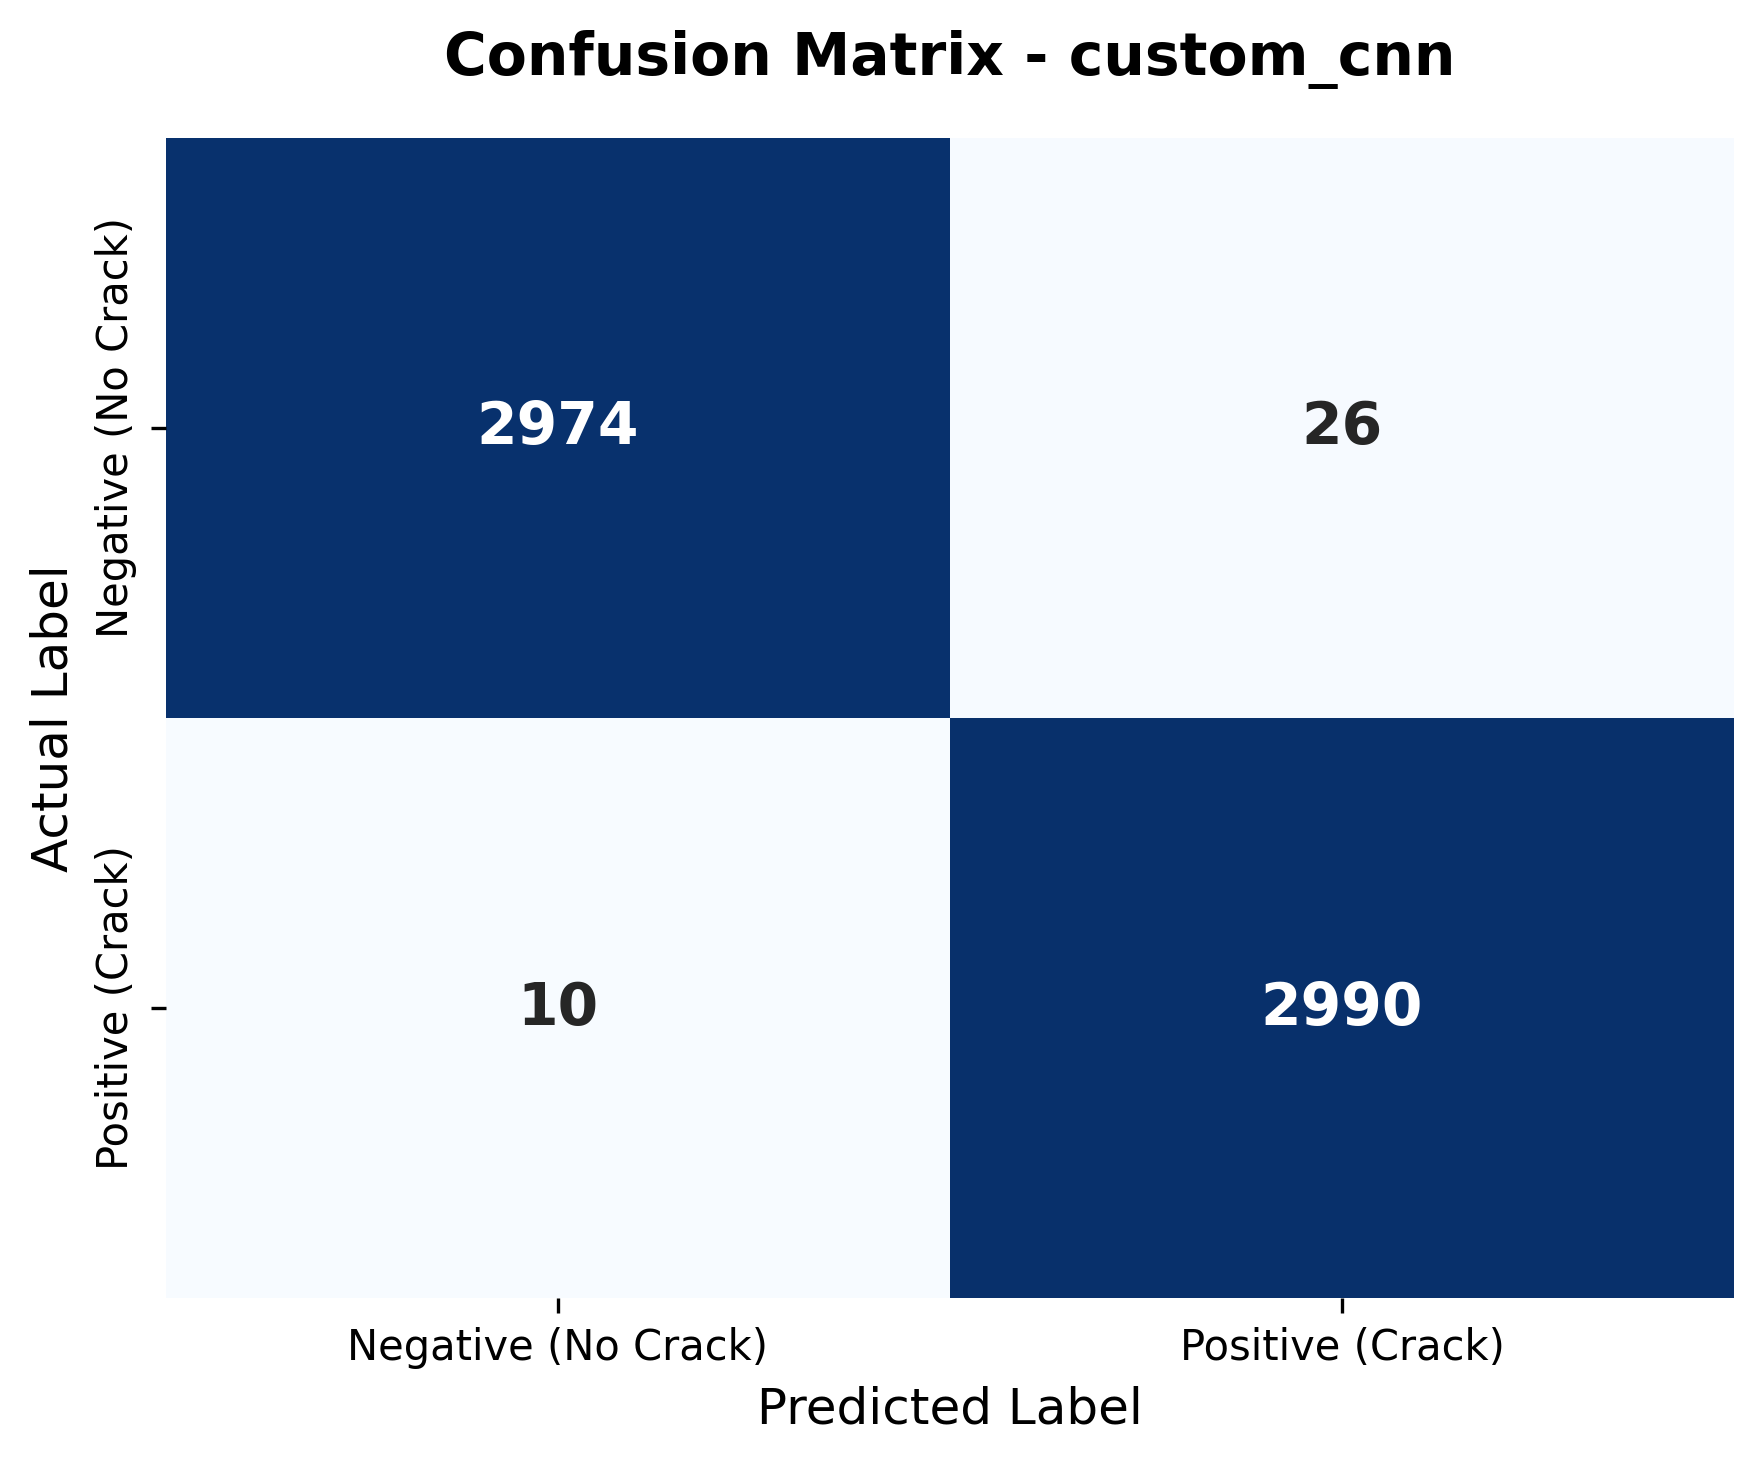 Confusion Matrix - custom_cnn
Actual Label
Negative (No Crack)
2974
26
Positive (Crack)
10
2990
Negative (No Crack)
Positive (Crack)
Predicted Label